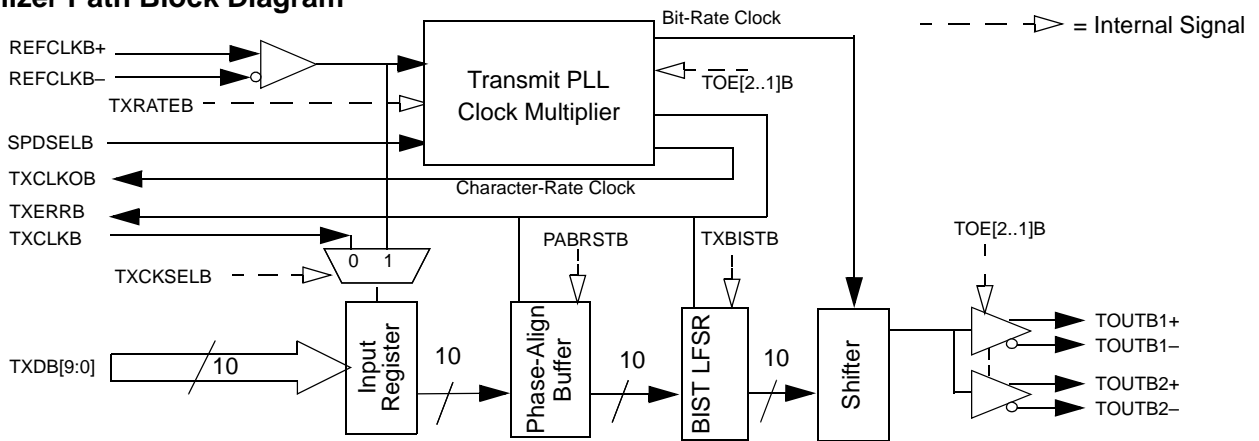 lizer Path Block Diagram
Bit-Rate Clock
= Internal Signal
REFCLKB+
REFCLKB–
TXRATEB
SPDSELB
TXCLKOB
TXERRB
TXCLKB
TXCKSELB
TXDB[9:0]
Transmit PLL
Clock Multiplier
TOE[2..1]B
Character-Rate Clock
0 1
PABRSTB
TXBISTB
TOE[2..1]B
10
Input
Register
10
Phase-Align
Buffer
10
BIST LFSR
10
Shifter
TOUTB1+
TOUTB1–
TOUTB2+
TOUTB2–